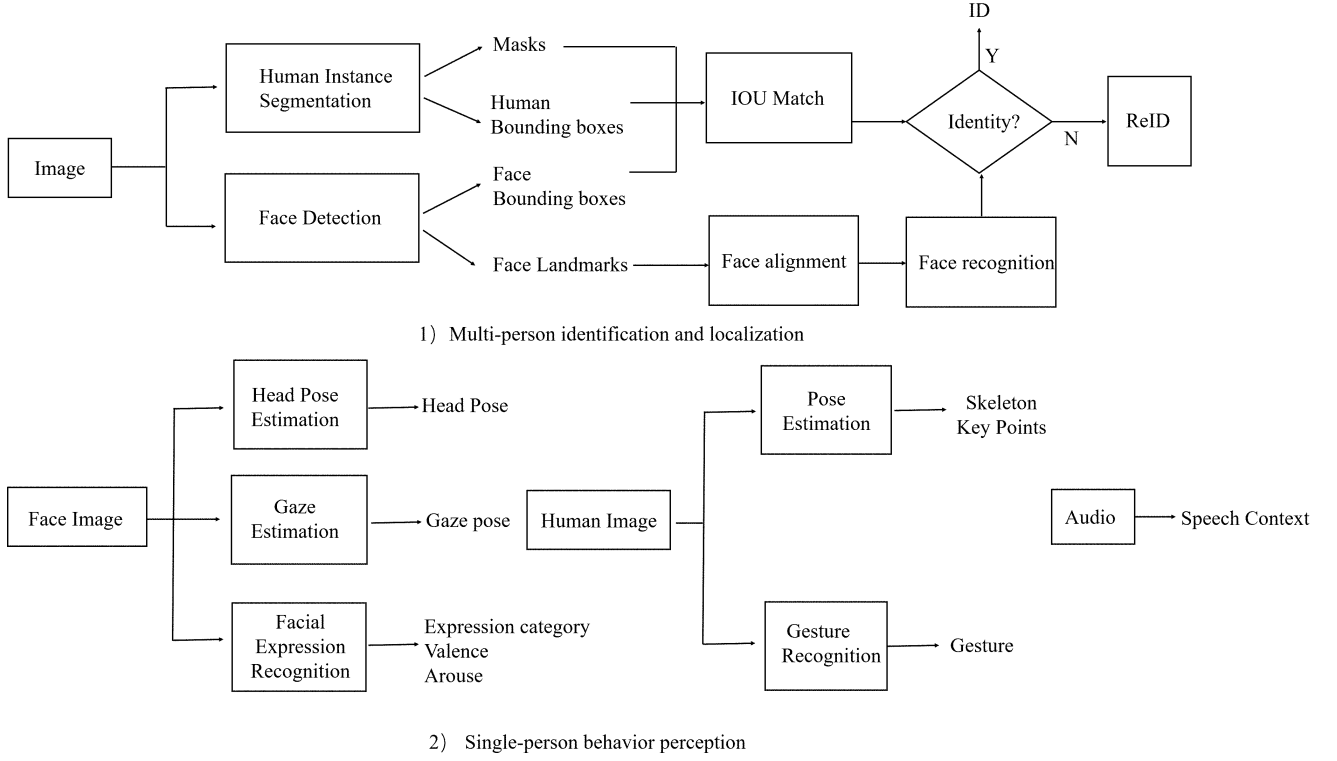 ID
Masks
Y
Human Instance
Segmentation
IOU Match
Human
Bounding boxes
Identity?
ReID
N
Image
Face
Bounding boxes
Face Detection
Face Landmarks
Face alignment
Face recognition
1） Multi-person identification and localization
Head Pose
Estimation
Head Pose
Pose
Estimation
Skeleton
Key Points
Face Image
Gaze
Estimation
Gaze pose
Human Image
Audio
Speech Context
Facial
Expression
Recognition
Expression category
Valence
Arouse
Gesture
Recognition
Gesture
2） Single-person behavior perception